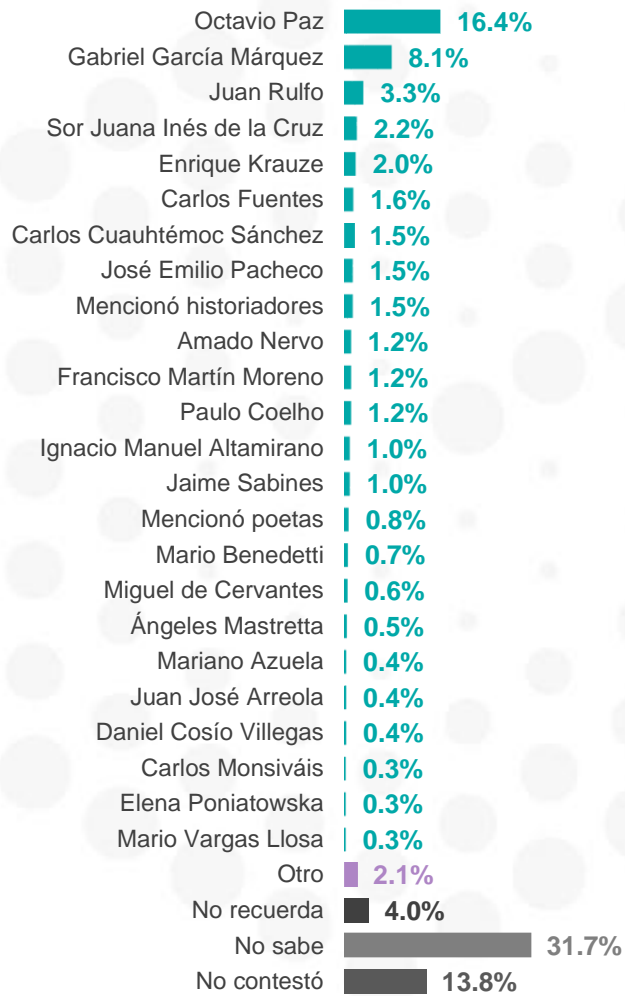 Octavio Paz 16.4%
Gabriel García Márquez 8.1%
Juan Rulfo 3.3%
Sor Juana Inés de la Cruz 2.2%
Enrique Krauze 2.0%
Carlos Fuentes 1.6%
Carlos Cuauhtémoc Sánchez 1.5%
José Emilio Pacheco 1.5%
Mencionó historiadores 1.5%
Amado Nervo 1.2%
Francisco Martín Moreno 1.2%
Paulo Coelho 1.2%
Ignacio Manuel Altamirano 1.0%
Jaime Sabines 1.0%
Mencionó poetas 0.8%
Mario Benedetti 0.7%
Miguel de Cervantes 0.6%
Ángeles Mastretta 0.5%
Mariano Azuela 0.4%
Juan José Arreola 0.4%
Daniel Cosío Villegas 0.4%
Carlos Monsiváis 0.3%
Elena Poniatowska 0.3%
Mario Vargas Llosa 0.3%
Otro 2.1%
No recuerda 4.0%
No sabe 31.7%
No contestó 13.8%